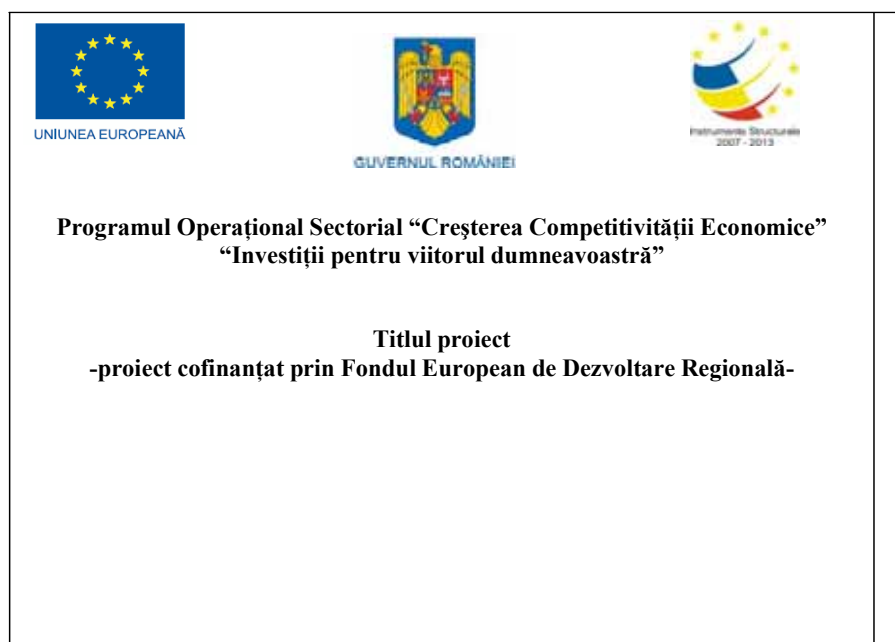 UNIUNEA EUROPEANĂ
GUVERNUL ROMÂNIEI
Instrumente Structurale
2007 - 2013
Programul Operațional Sectorial “Creşterea Competitivității Economice”
“Investiții pentru viitorul dumneavoastră”
Titlul proiect
-proiect cofinanțat prin Fondul European de Dezvoltare Regională-